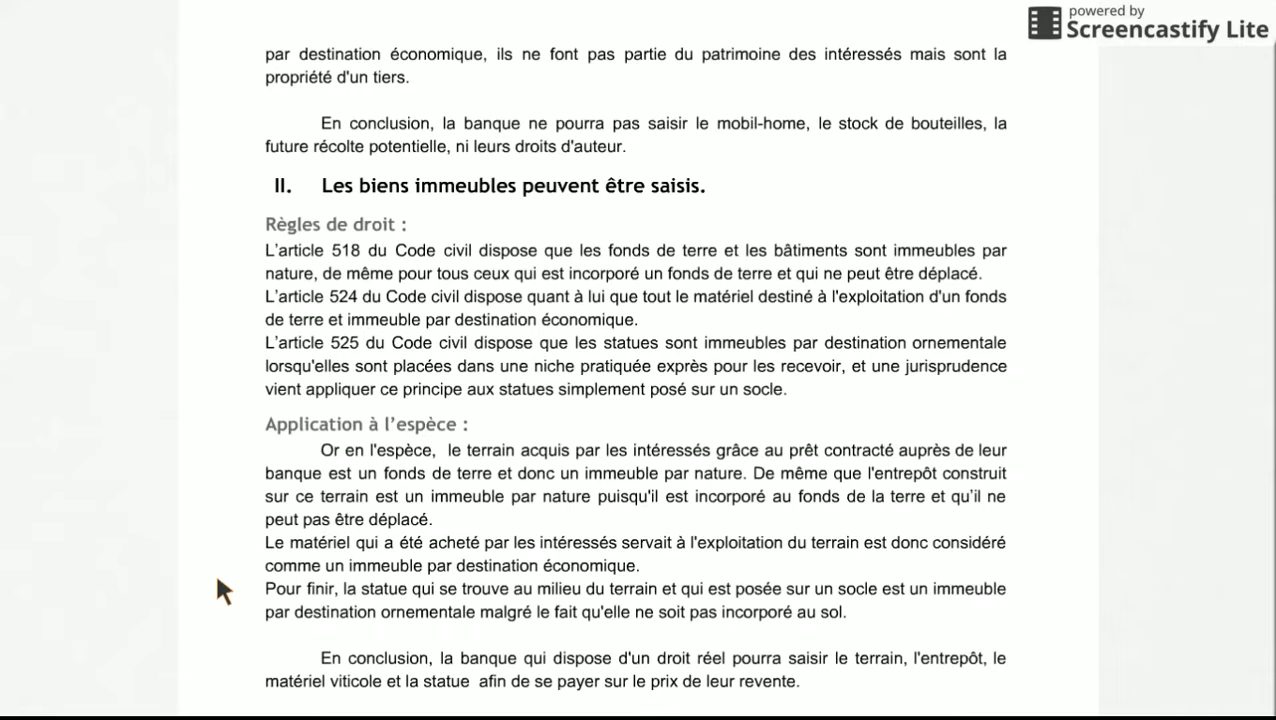 powered by
Screencastify Lite
par destination économique, ils ne font pas partie du patrimoine des intéressés mais sont la
propriété d'un tiers.
En conclusion, la banque ne pourra pas saisir le mobil-home, le stock de bouteilles, la
future récolte potentielle, ni leurs droits d'auteur.
II. Les biens immeubles peuvent être saisis.
Règles de droit :
L'article 518 du Code civil dispose que les fonds de terre et les bâtiments sont immeubles par
nature, de même pour tous ceux qui est incorporé un fonds de terre et qui ne peut être déplacé.
L'article 524 du Code civil dispose quant à lui que tout le matériel destiné à l'exploitation d'un fonds
de terre et immeuble par destination économique.
L'article 525 du Code civil dispose que les statues sont immeubles par destination ornementale
lorsqu'elles sont placées dans une niche pratiquée exprès pour les recevoir, et une jurisprudence
vient appliquer ce principe aux statues simplement posé sur un socle.
Application à l'espèce :
Or en l'espèce, le terrain acquis par les intéressés grâce au prêt contracté auprès de leur
banque est un fonds de terre et donc un immeuble par nature. De même que l'entrepôt construit
sur ce terrain est un immeuble par nature puisqu'il est incorporé au fonds de la terre et qu'il ne
peut pas être déplacé.
Le matériel qui a été acheté par les intéressés servait à l'exploitation du terrain est donc considéré
comme un immeuble par destination économique.
Pour finir, la statue qui se trouve au milieu du terrain et qui est posée sur un socle est un immeuble
par destination ornementale malgré le fait qu'elle ne soit pas incorporé au sol.
En conclusion, la banque qui dispose d'un droit réel pourra saisir le terrain, l'entrepôt, le
matériel viticole et la statue afin de se payer sur le prix de leur revente.